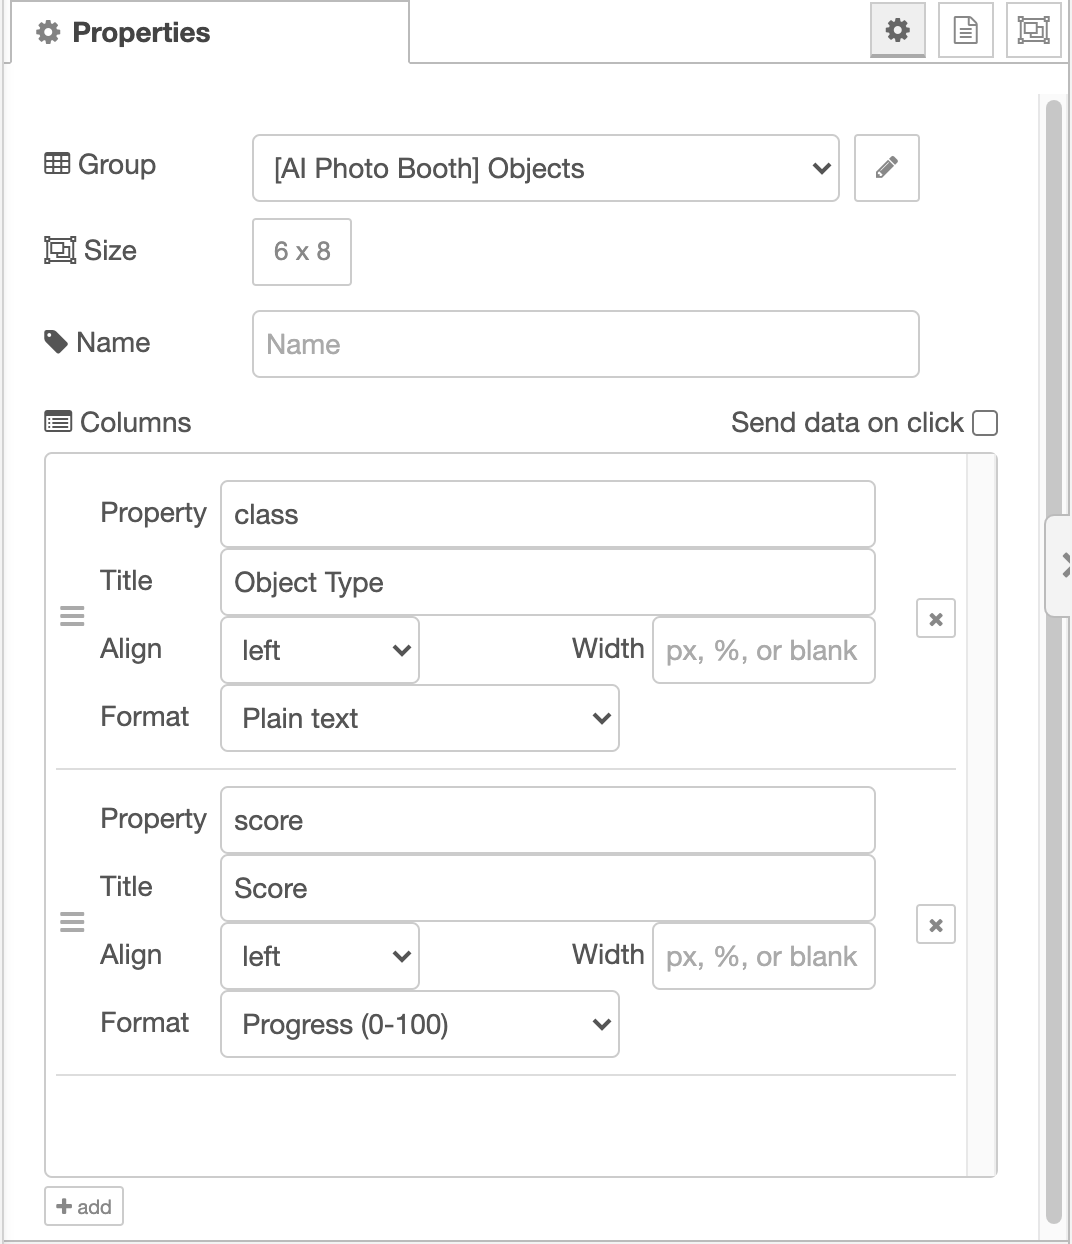 Properties
Group [AI Photo Booth] Objects
Size 6 x 8
Name Name
Columns Send data on click
Property class
Title Object Type
Align left Width px, %, or blank
Format Plain text
Property score
Title Score
Align left Width px, %, or blank
Format Progress (0-100)
add